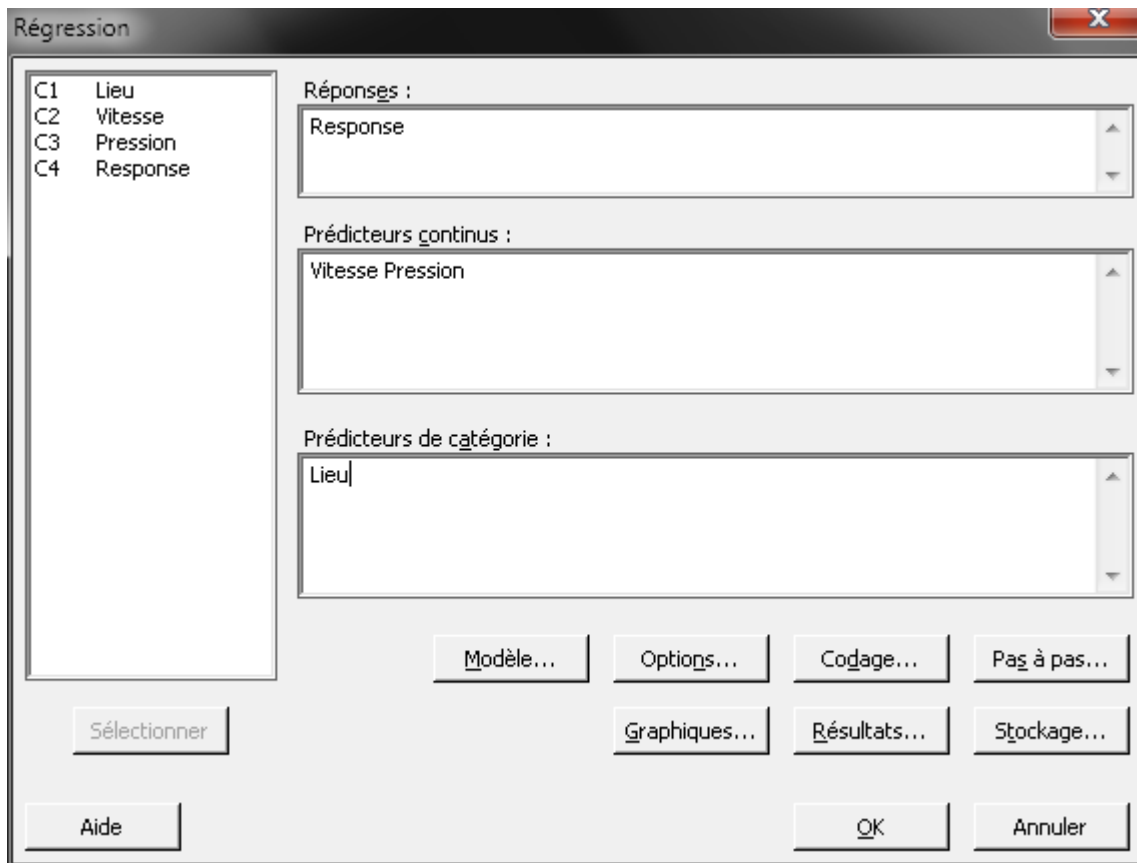 Régression
X
C1 Lieu
C2 Vitesse
C3 Pression
C4 Response
Réponses :
Response
Prédicteurs continus :
Vitesse Pression
Prédicteurs de catégorie :
Lieu
Modèle... Options... Codage... Pas à pas...
Sélectionner Graphiques... Résultats... Stockage...
Aide OK Annuler